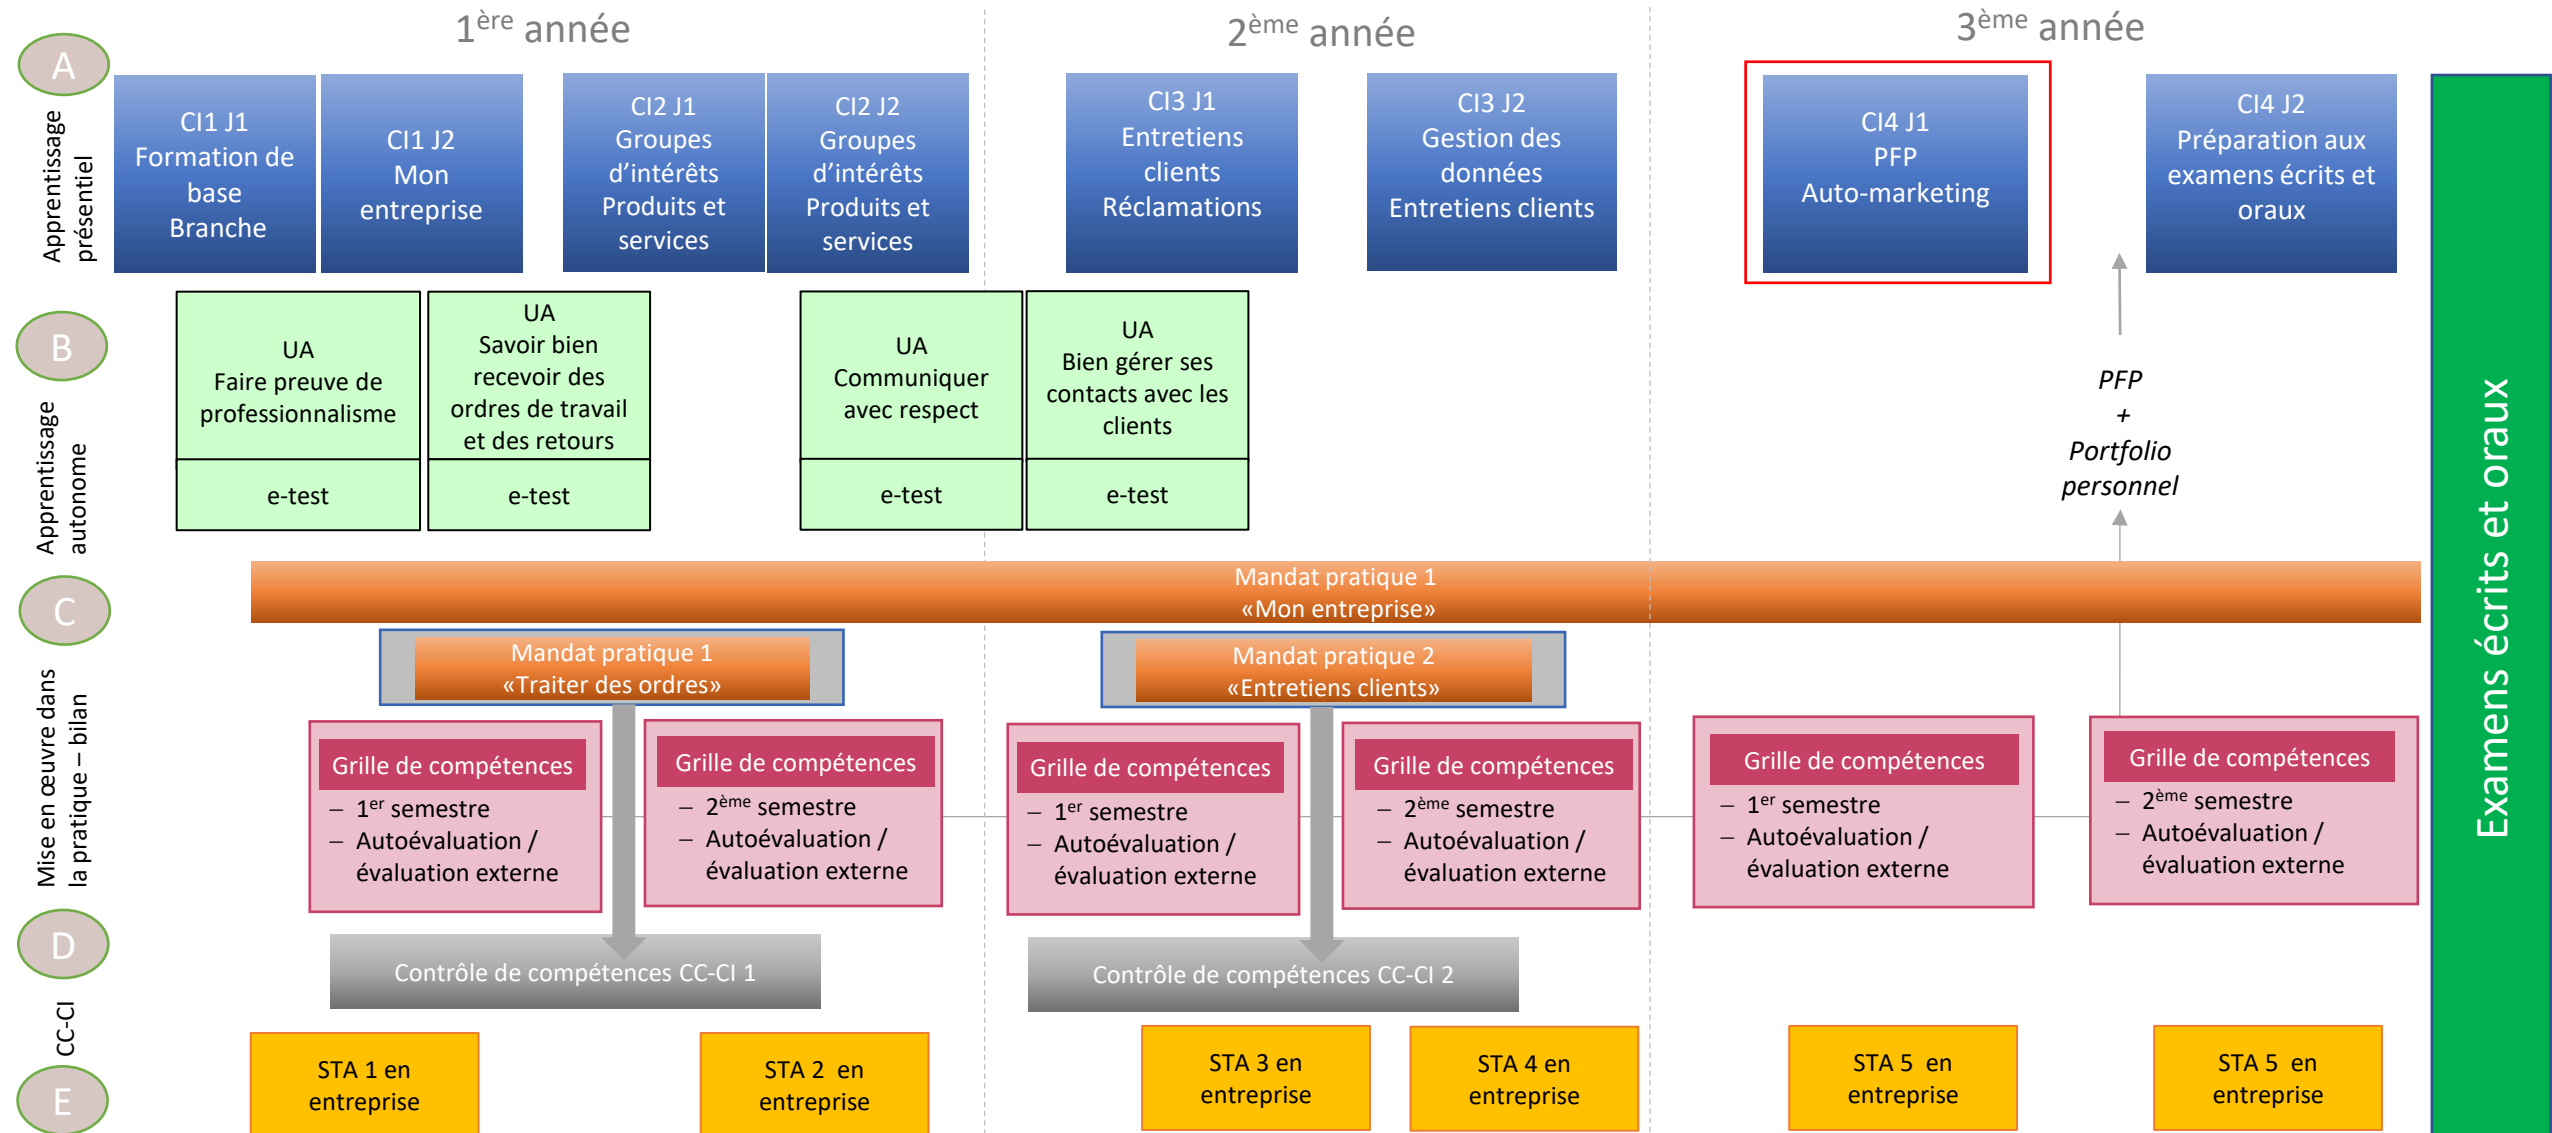 1ère année
2ème année
3ème année
A
Apprentissage
présentiel
CI1 J1
Formation de
base
Branche
CI1 J2
Mon
entreprise
CI2 J1
Groupes
d’intérêts
Produits et
services
CI2 J2
Groupes
d’intérêts
Produits et
services
CI3 J1
Entretiens
clients
Réclamations
CI3 J2
Gestion des
données
Entretiens clients
CI4 J1
PFP
Auto-marketing
CI4 J2
Préparation aux
examens écrits et
oraux
B
Apprentissage
autonome
UA
Faire preuve de
professionnalisme
e-test
UA
Savoir bien
recevoir des
ordres de travail
et des retours
e-test
UA
Communiquer
avec respect
e-test
UA
Bien gérer ses
contacts avec les
clients
e-test
PFP
+
Portfolio
personnel
Examens écrits et oraux
C
Mise en œuvre dans
la pratique – bilan
Mandat pratique 1
«Mon entreprise»
Mandat pratique 1
«Traiter des ordres»
Mandat pratique 2
«Entretiens clients»
Grille de compétences
– 1er semestre
– Autoévaluation /
évaluation externe
Grille de compétences
– 2ème semestre
– Autoévaluation /
évaluation externe
Grille de compétences
– 1er semestre
– Autoévaluation /
évaluation externe
Grille de compétences
– 2ème semestre
– Autoévaluation /
évaluation externe
Grille de compétences
– 1er semestre
– Autoévaluation /
évaluation externe
Grille de compétences
– 2ème semestre
– Autoévaluation /
évaluation externe
D
CC-CI
Contrôle de compétences CC-CI 1
Contrôle de compétences CC-CI 2
E
STA 1 en
entreprise
STA 2 en
entreprise
STA 3 en
entreprise
STA 4 en
entreprise
STA 5 en
entreprise
STA 5 en
entreprise